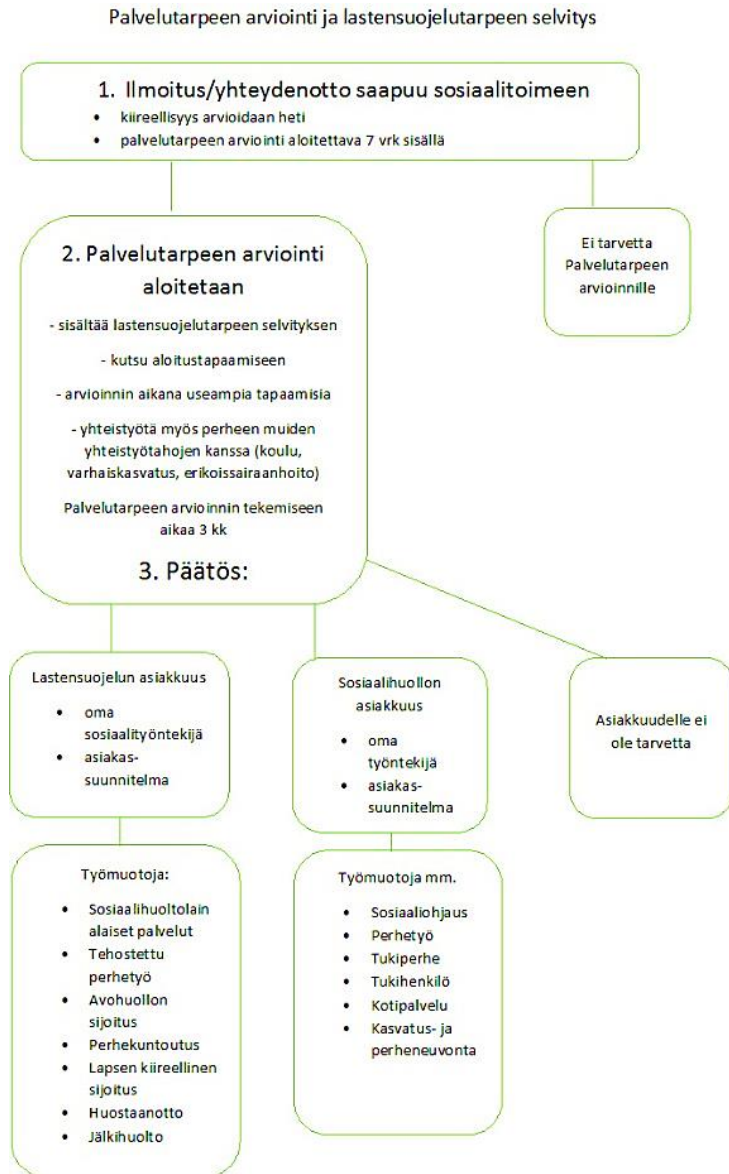 Palvelutarpeen arviointi ja lastensuojelutarpeen selvitys
1. Ilmoitus/yhteydenotto saapuu sosiaalitoimeen
• kiireellisyys arvioidaan heti
• palvelutarpeen arviointi aloitettava 7 vrk sisällä
Ei tarvetta
Palvelutarpeen
arvioinnille
2. Palvelutarpeen arviointi
aloitetaan
- sisältää lastensuojelutarpeen selvityksen
- kutsu aloitustapaamiseen
- arvioinnin aikana useampia tapaamisia
- yhteistyötä myös perheen muiden
yhteistyötahojen kanssa (koulu,
varhaiskasvatus, erikoissairaanhoito)
Palvelutarpeen arvioinnin tekemiseen
aikaa 3 kk
3. Päätös:
Lastensuojelun asiakkuus
• oma
sosiaalityöntekijä
• asiakas-
suunnitelma
Sosiaalihuollon
asiakkuus
• oma
työntekijä
• asiakas-
suunnitelma
Asiakkuudelle ei
ole tarvetta
Työmuotoja:
• Sosiaalihuoltolain
alaiset palvelut
• Tehostettu
perhetyö
• Avohuollon
sijoitus
• Perhekuntoutus
• Lapsen kiireellinen
sijoitus
• Huostaanotto
• Jälkihuolto
Työmuotoja mm.
• Sosiaaliohjaus
• Perhetyö
• Tukiperhe
• Tukihenkilö
• Kotipalvelu
• Kasvatus- ja
perheneuvonta